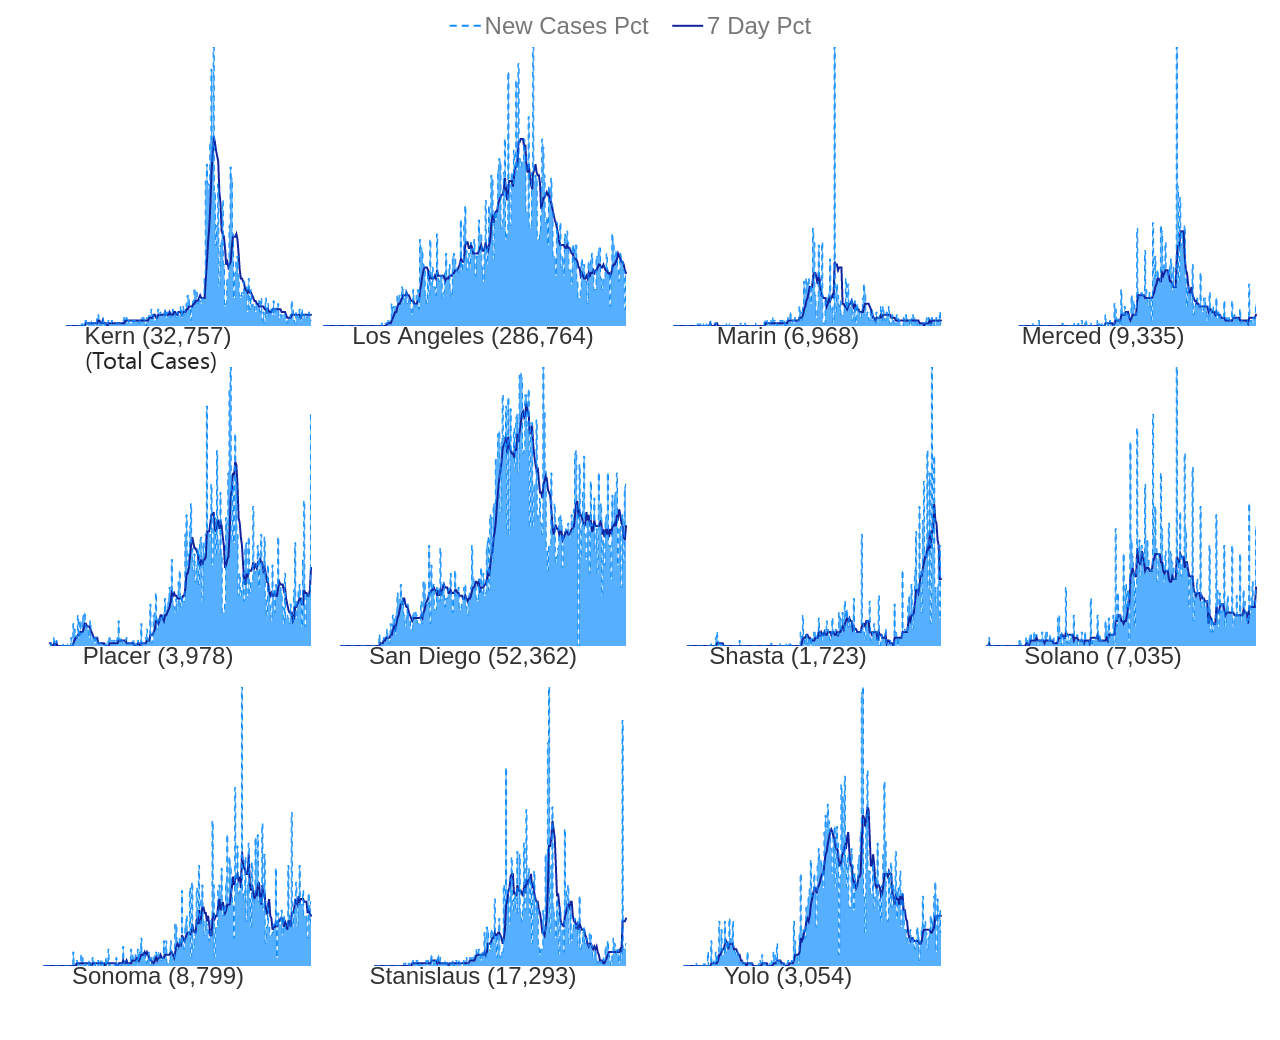 New Cases Pct 7 Day Pct
Kern (32,757) Los Angeles (286,764) Marin (6,968) Merced (9,335)
(Total Cases)
Placer (3,978) San Diego (52,362) Shasta (1,723) Solano (7,035)
Sonoma (8,799) Stanislaus (17,293) Yolo (3,054)